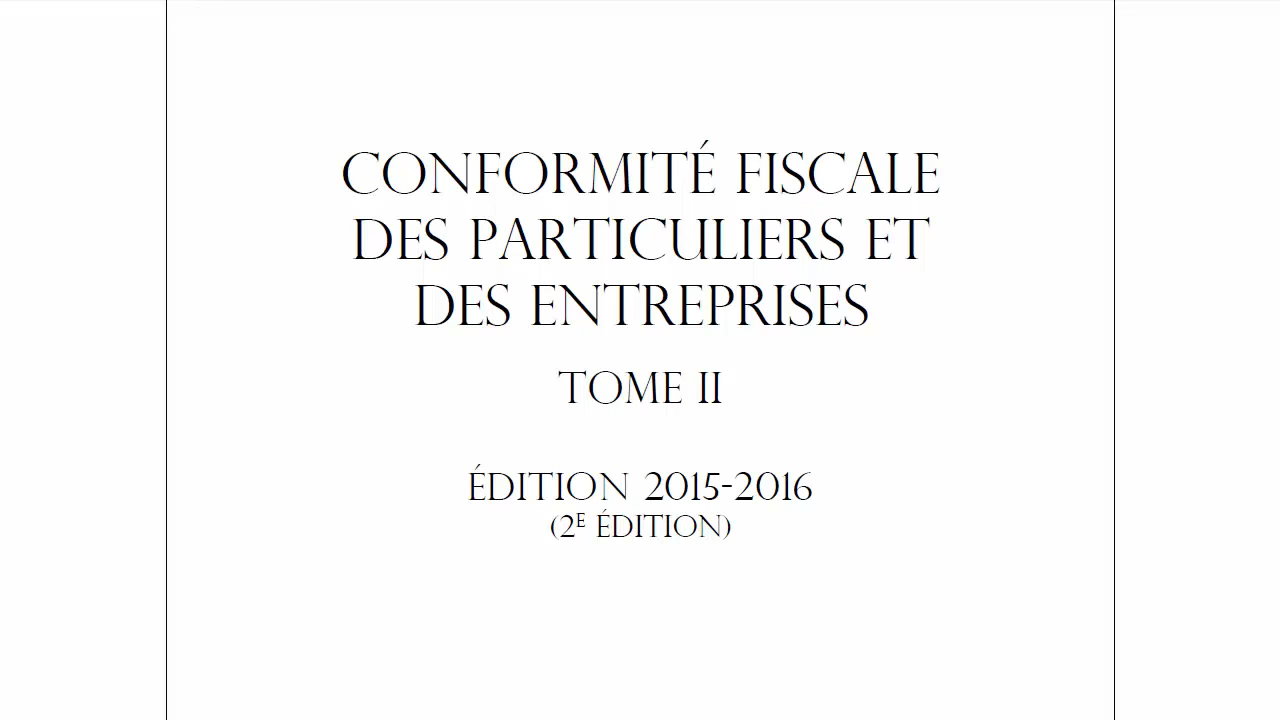 CONFORMITÉ FISCALE
DES PARTICULIERS ET
DES ENTREPRISES
TOME II
ÉDITION 2015-2016
(2E ÉDITION)